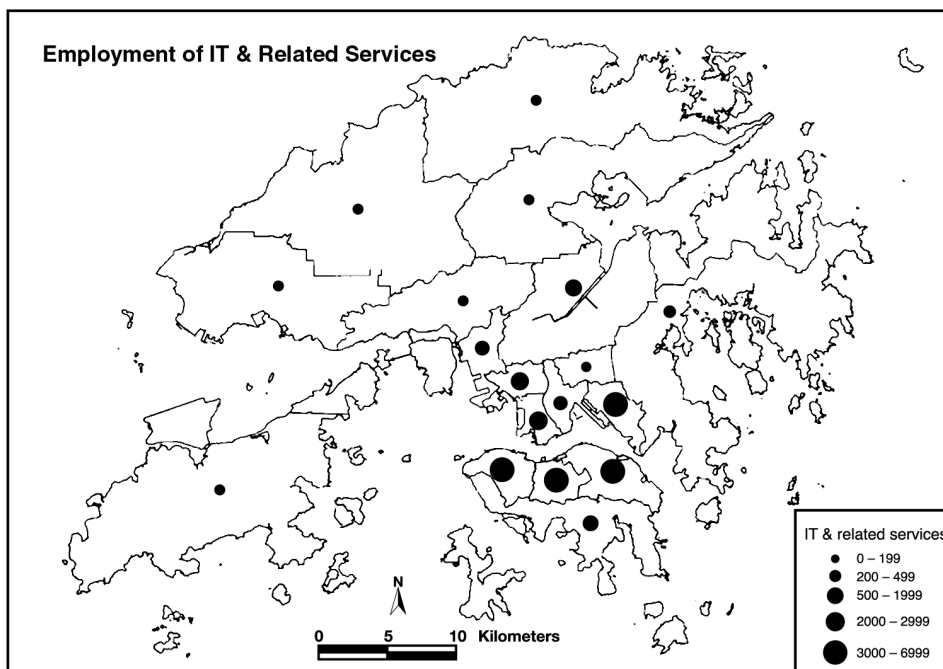 Employment of IT & Related Services
IT & related services
0 – 199
200 – 499
500 – 1999
2000 – 2999
3000 – 6999
N
0 5 10 Kilometers